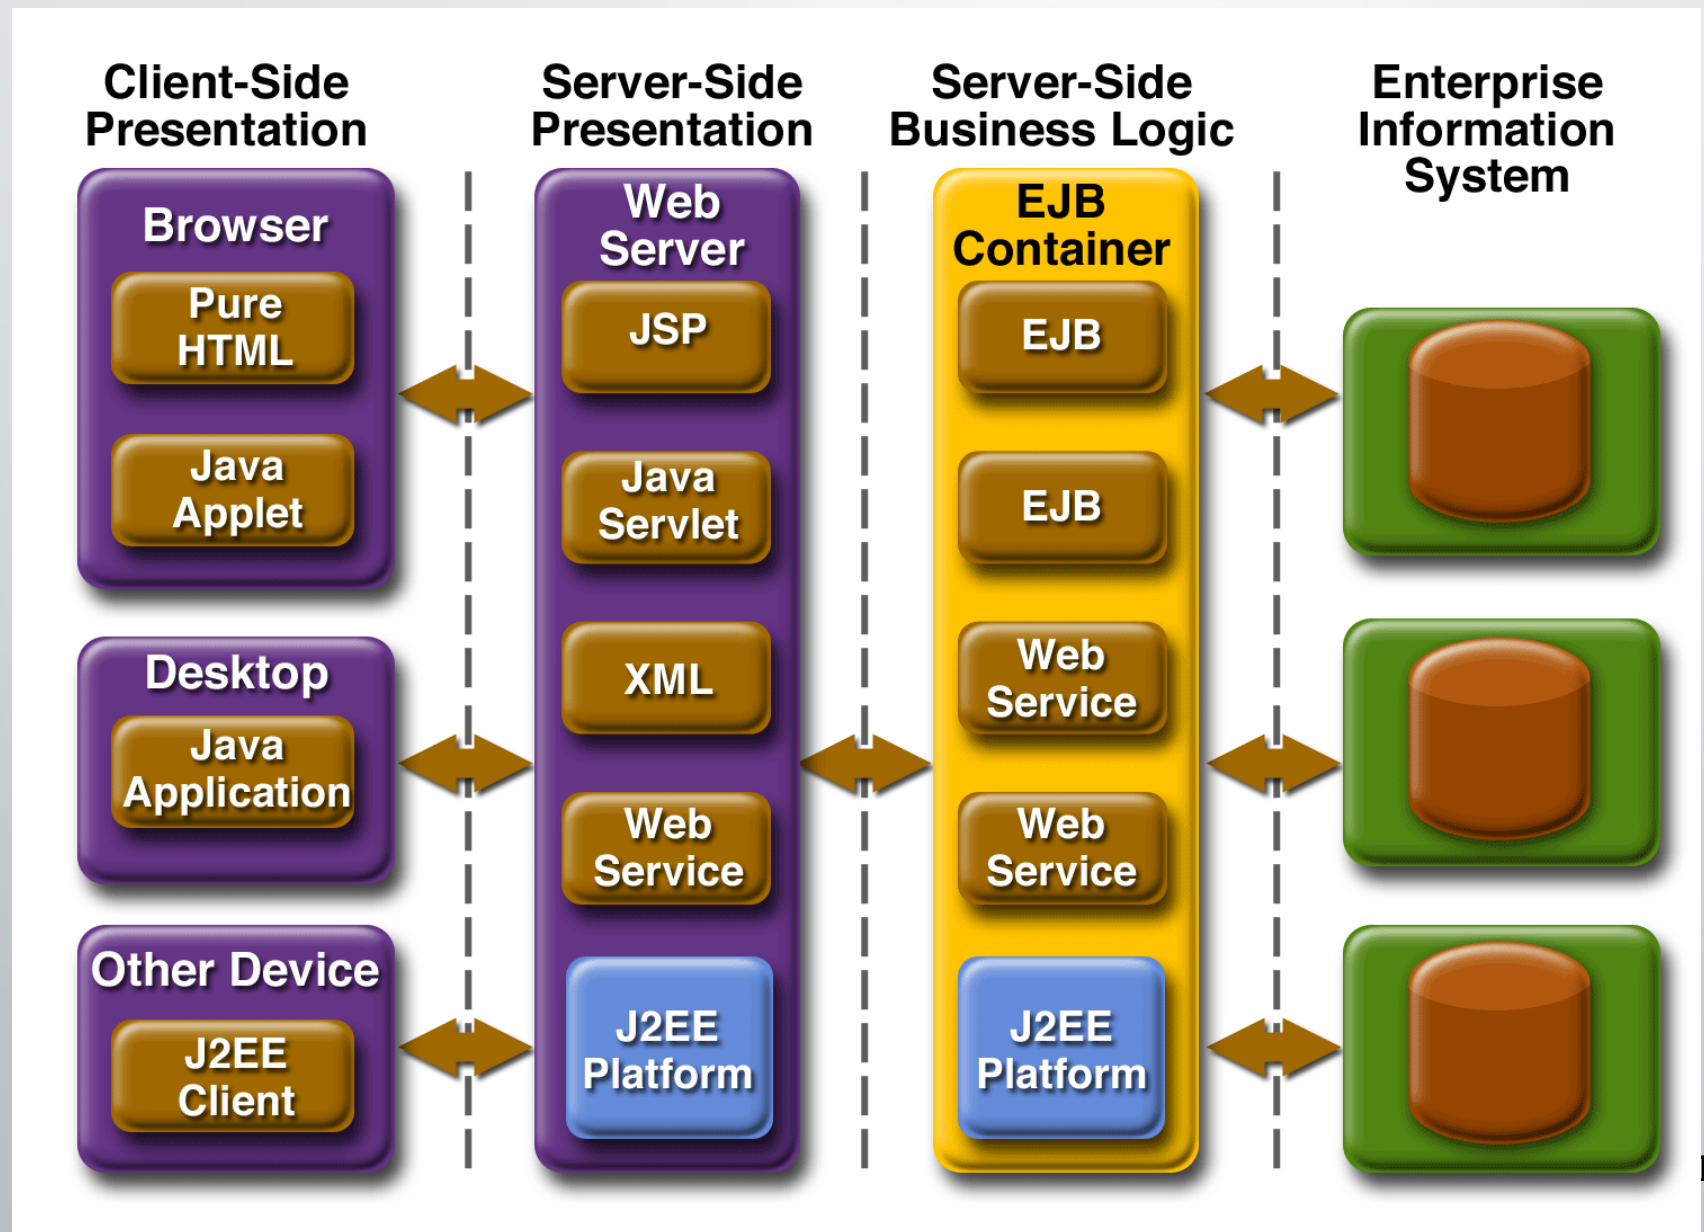 Client-Side
Presentation
Server-Side
Presentation
Server-Side
Business Logic
Enterprise
Information
System
Browser
Pure
HTML
Java
Applet
Desktop
Java
Application
Other Device
J2EE
Client
Web
Server
JSP
Java
Servlet
XML
Web
Service
J2EE
Platform
EJB
Container
EJB
EJB
Web
Service
Web
Service
J2EE
Platform